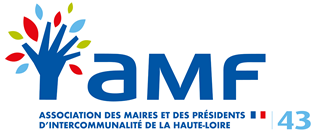 aMF
ASSOCIATION DES MAIRES ET DES PRÉSIDENTS
D'INTERCOMMUNALITÉ DE LA HAUTE-LOIRE
43